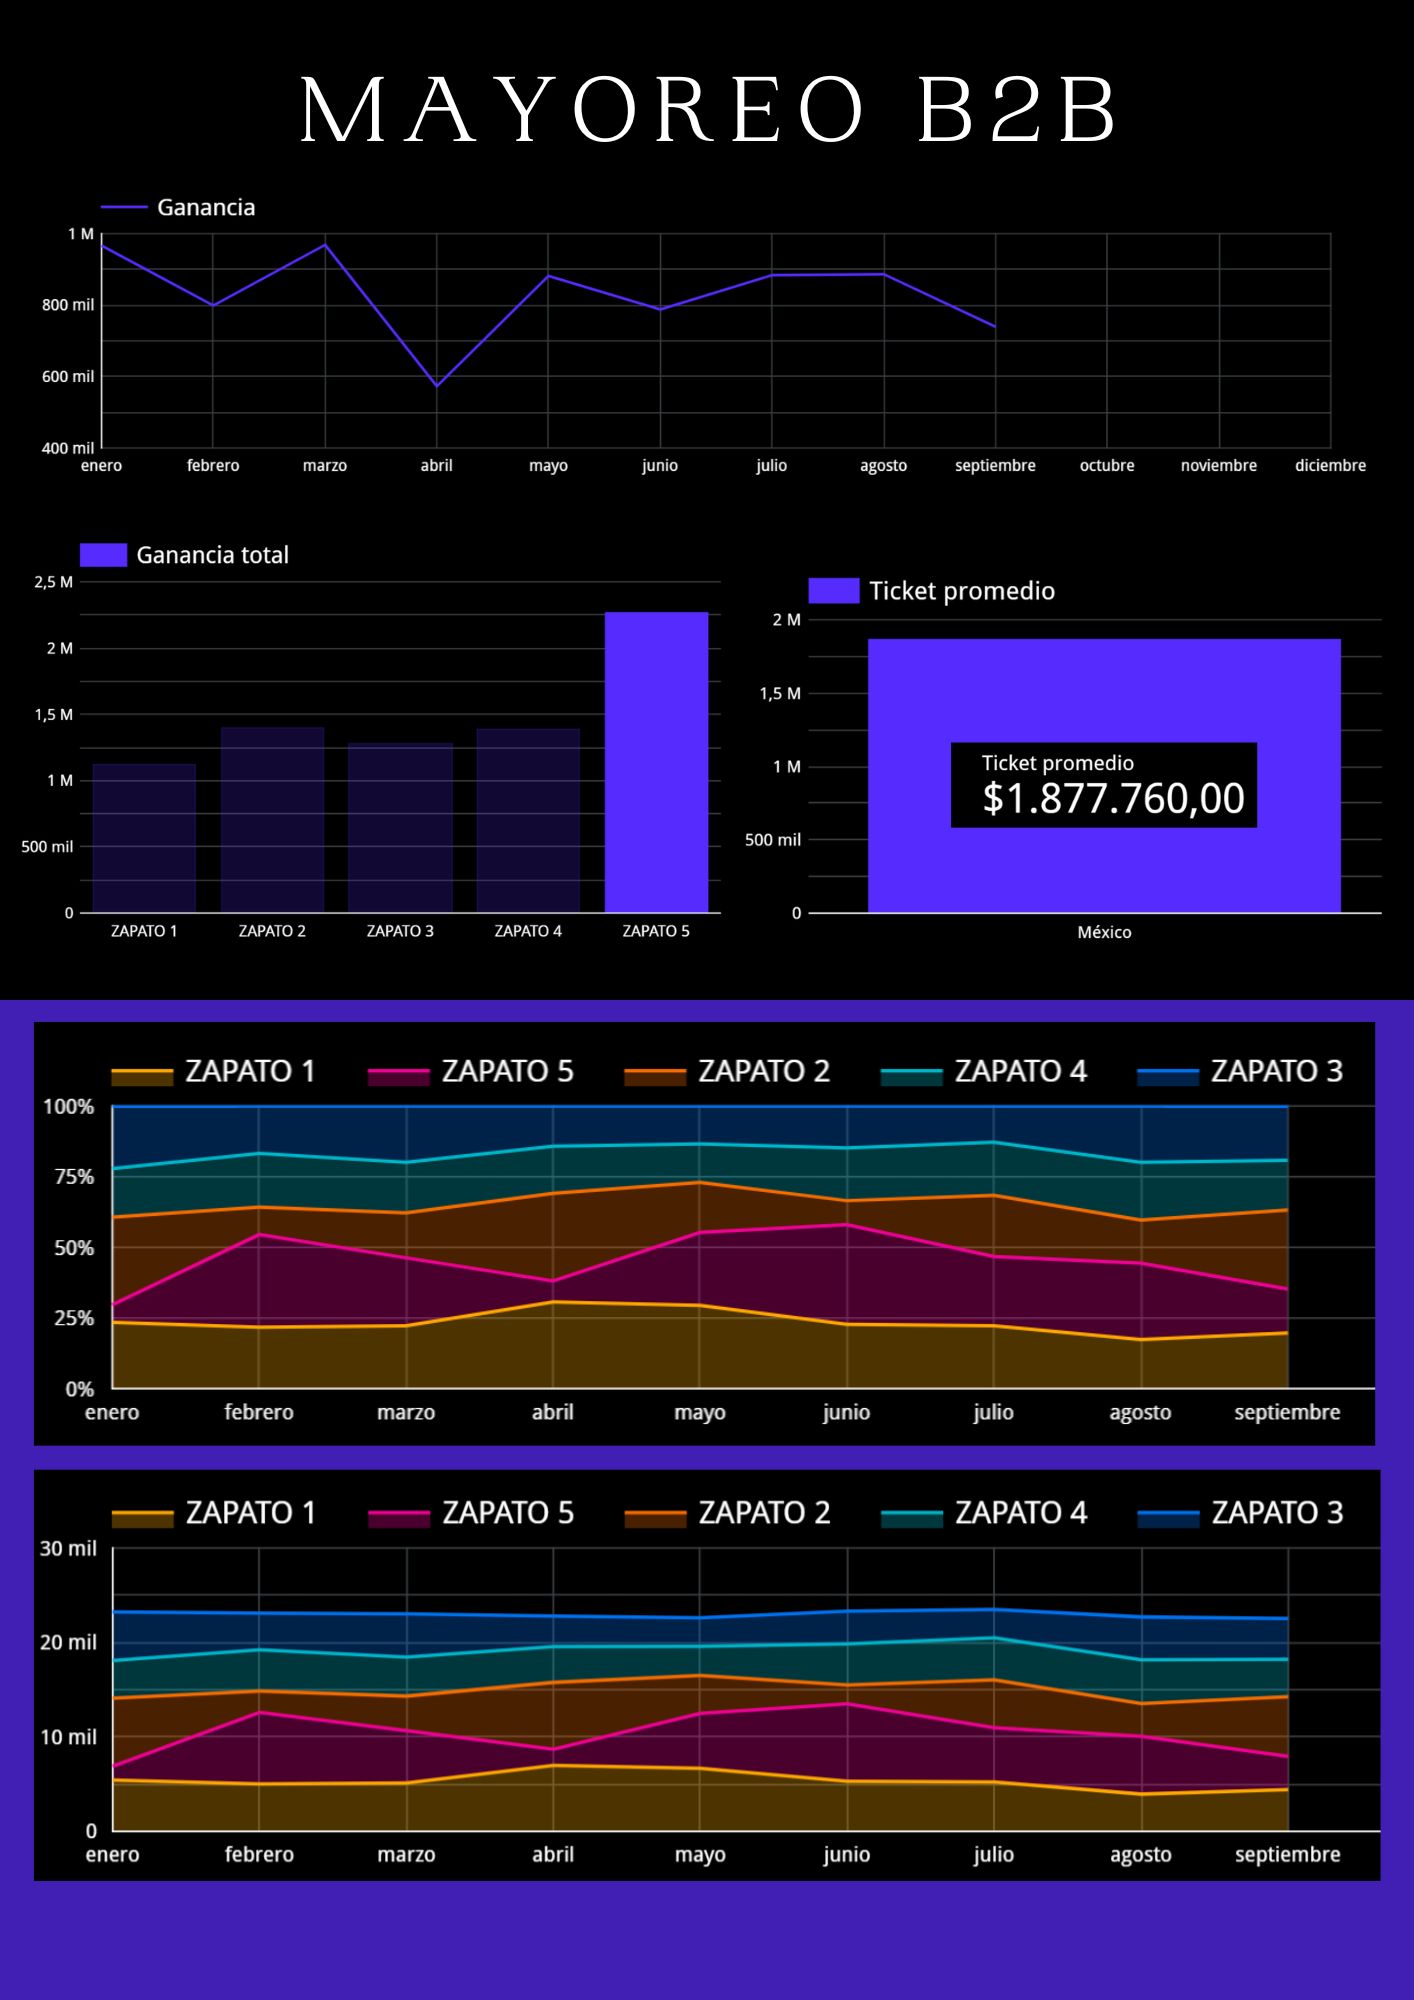 MAYOREO B2B
Ganancia
1 M
800 mil
600 mil
400 mil
enero febrero marzo abril mayo junio julio agosto septiembre octubre noviembre diciembre
Ganancia total
2,5 M
2 M
1,5 M
1 M
500 mil
0
ZAPATO 1 ZAPATO 2 ZAPATO 3 ZAPATO 4 ZAPATO 5
Ticket promedio
2 M
1,5 M
1 M
500 mil
0
Ticket promedio
$1.877.760,00
México
ZAPATO 1 ZAPATO 5 ZAPATO 2 ZAPATO 4 ZAPATO 3
100%
75%
50%
25%
0%
enero febrero marzo abril mayo junio julio agosto septiembre
ZAPATO 1 ZAPATO 5 ZAPATO 2 ZAPATO 4 ZAPATO 3
30 mil
20 mil
10 mil
0
enero febrero marzo abril mayo junio julio agosto septiembre